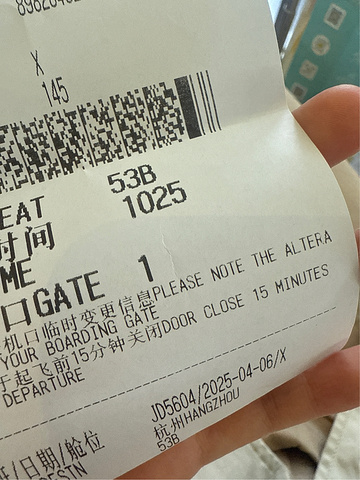 X
145
EAT 53B
时间 1025
ME
口GATE 1
机口临时变更信息PLEASE NOTE THE ALTERA
YOUR BOARDING GATE
于起飞前15分钟关闭DOOR CLOSE 15 MINUTES
DEPARTURE
JD5604/2025-04-06/X
杭州HANGZHOU
/日期/舱位 53B